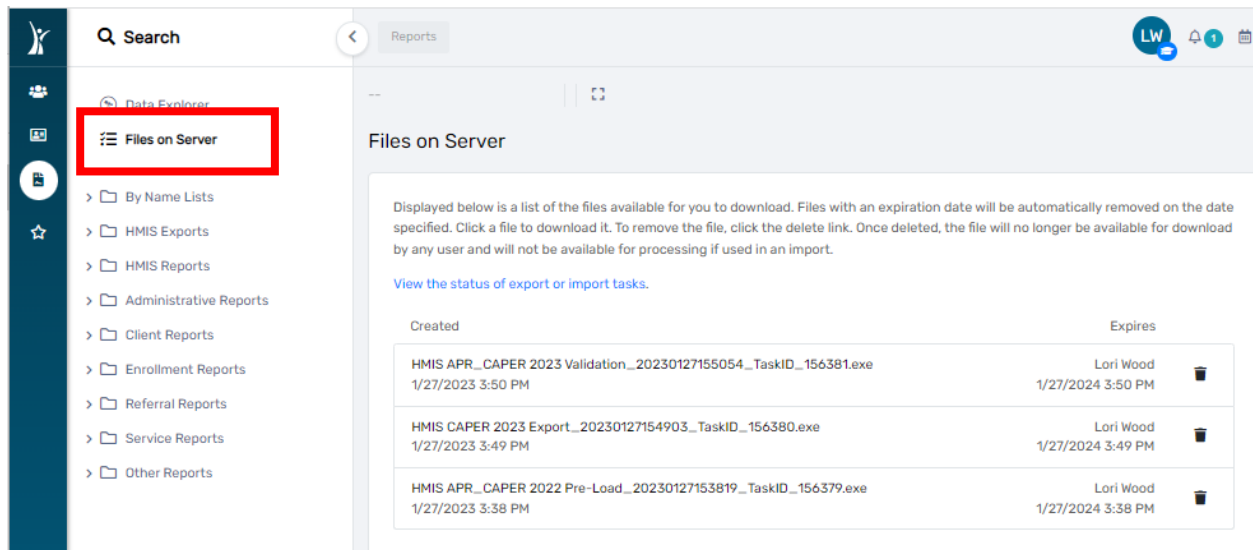 Search
Reports
LW
1
Data Explorer
--
Files on Server
Files on Server
By Name Lists
HMIS Exports
HMIS Reports
Administrative Reports
Client Reports
Enrollment Reports
Referral Reports
Service Reports
Other Reports
Displayed below is a list of the files available for you to download. Files with an expiration date will be automatically removed on the date
specified. Click a file to download it. To remove the file, click the delete link. Once deleted, the file will no longer be available for download
by any user and will not be available for processing if used in an import.
View the status of export or import tasks.
Created Expires
HMIS APR_CAPER 2023 Validation_20230127155054_TaskID_156381.exe Lori Wood
1/27/2023 3:50 PM 1/27/2024 3:50 PM
HMIS CAPER 2023 Export_20230127154903_TaskID_156380.exe Lori Wood
1/27/2023 3:49 PM 1/27/2024 3:49 PM
HMIS APR_CAPER 2022 Pre-Load_20230127153819_TaskID_156379.exe Lori Wood
1/27/2023 3:38 PM 1/27/2024 3:38 PM